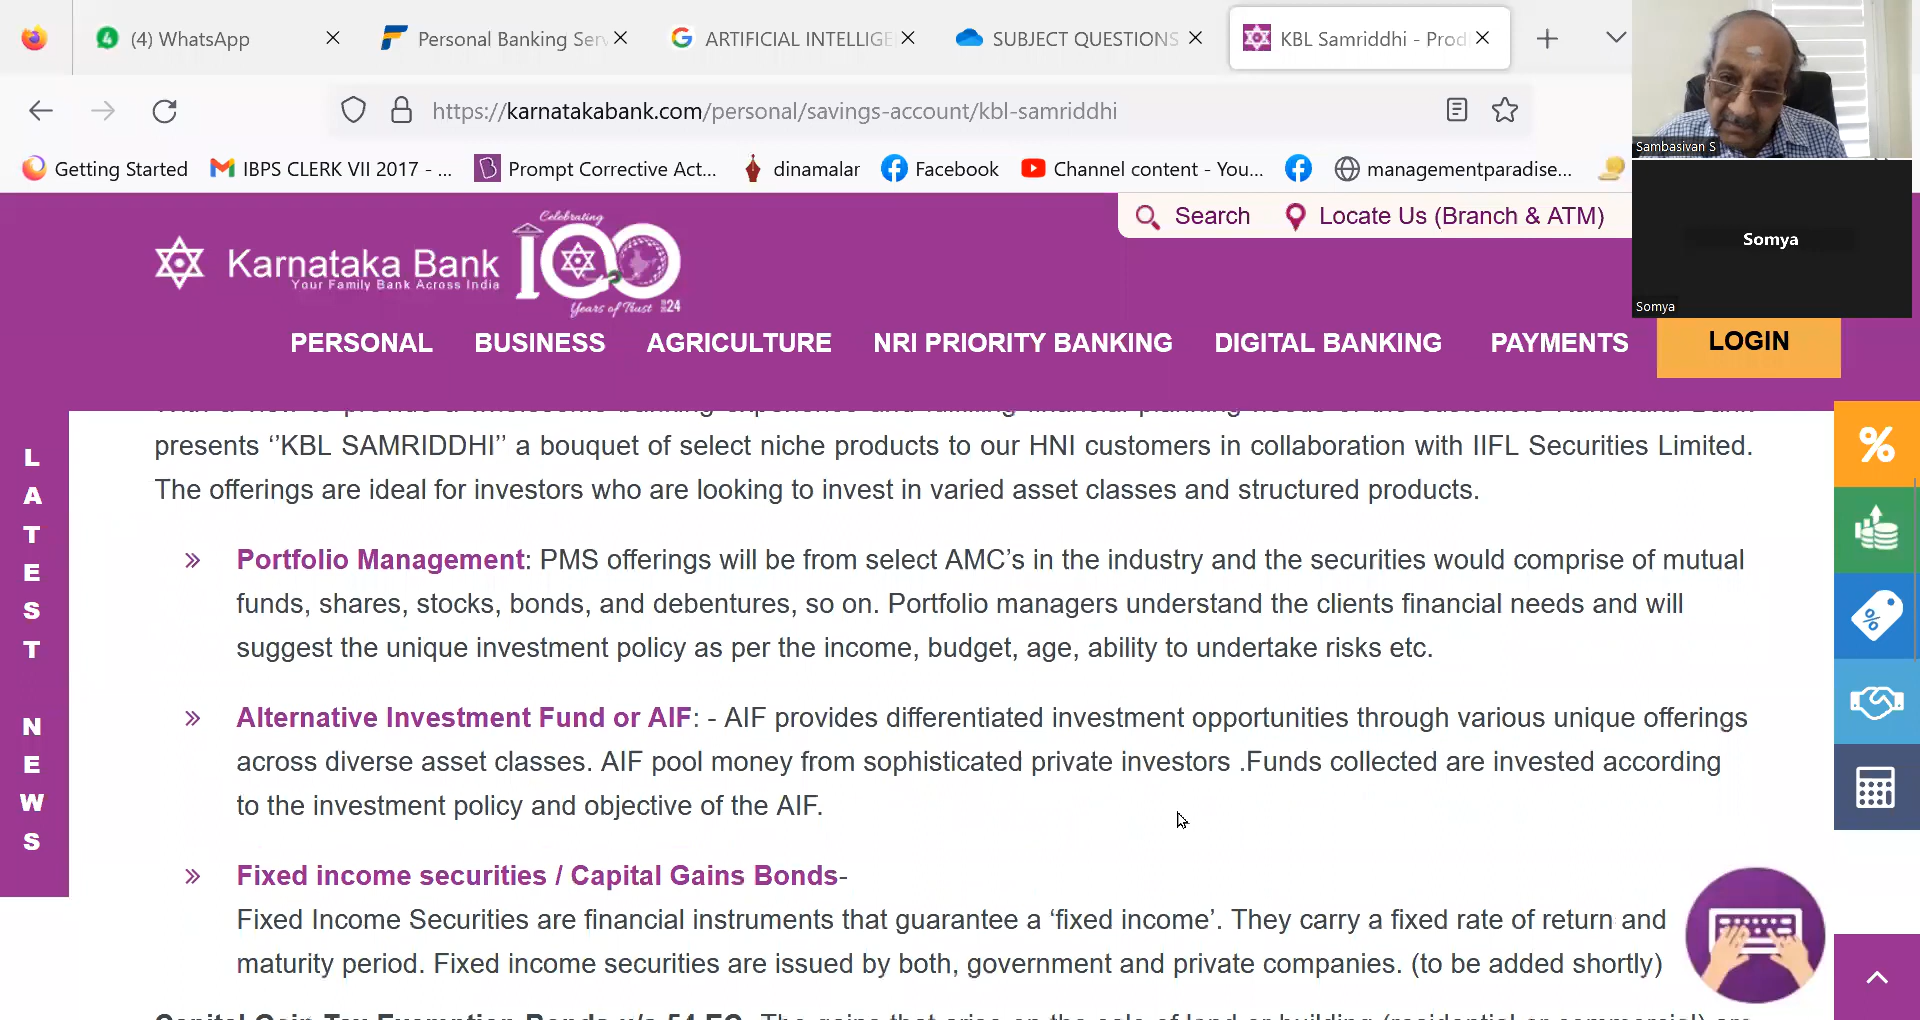 (4) WhatsApp
Personal Banking Ser
ARTIFICIAL INTELLIGE
SUBJECT QUESTIONS
KBL Samriddhi - Prod
https://karnatakabank.com/personal/savings-account/kbl-samriddhi
Sambasivan S
Getting Started
IBPS CLERK VII 2017 - ...
Prompt Corrective Act...
dinamalar
Facebook
Channel content - You...
managementparadise...
Search
Locate Us (Branch & ATM)
Somya
Somya
Celebrating
100
Karnataka Bank
Your Family Bank Across India
Years of Trust
24
PERSONAL
BUSINESS
AGRICULTURE
NRI PRIORITY BANKING
DIGITAL BANKING
PAYMENTS
LOGIN
LATEST NEWS
presents ‘’KBL SAMRIDDHI’’ a bouquet of select niche products to our HNI customers in collaboration with IIFL Securities Limited.
The offerings are ideal for investors who are looking to invest in varied asset classes and structured products.
» Portfolio Management: PMS offerings will be from select AMC’s in the industry and the securities would comprise of mutual
funds, shares, stocks, bonds, and debentures, so on. Portfolio managers understand the clients financial needs and will
suggest the unique investment policy as per the income, budget, age, ability to undertake risks etc.
» Alternative Investment Fund or AIF: - AIF provides differentiated investment opportunities through various unique offerings
across diverse asset classes. AIF pool money from sophisticated private investors .Funds collected are invested according
to the investment policy and objective of the AIF.
» Fixed income securities / Capital Gains Bonds-
Fixed Income Securities are financial instruments that guarantee a ‘fixed income’. They carry a fixed rate of return and
maturity period. Fixed income securities are issued by both, government and private companies. (to be added shortly)